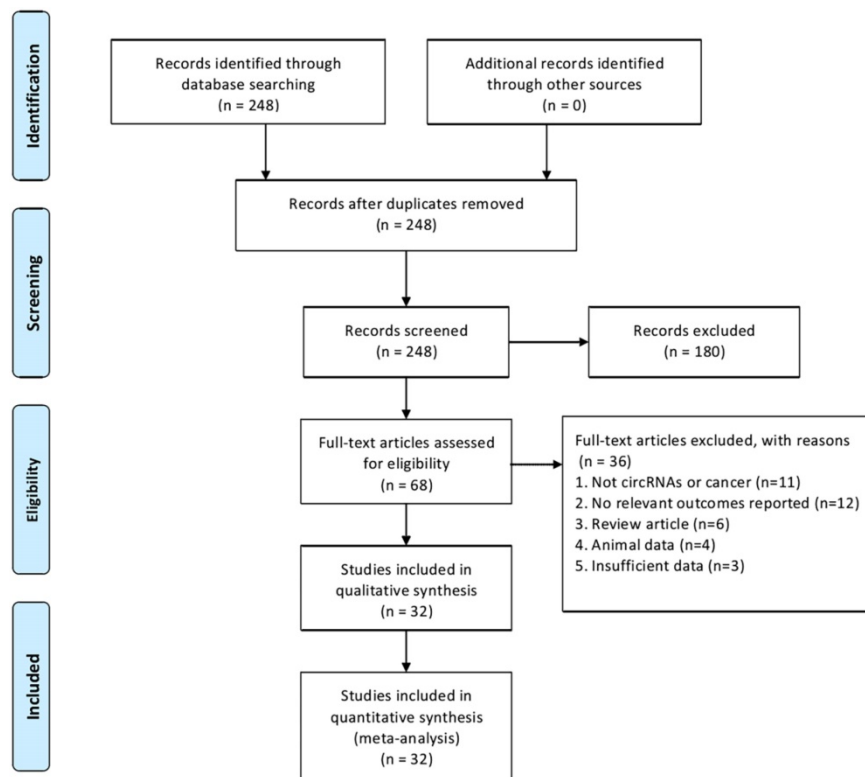 Identification
Records identified through
database searching
(n = 248)
Additional records identified
through other sources
(n = 0)
Records after duplicates removed
(n = 248)
Screening
Records screened
(n = 248)
Records excluded
(n = 180)
Eligibility
Full-text articles assessed
for eligibility
(n = 68)
Full-text articles excluded, with reasons
(n = 36)
1. Not circRNAs or cancer (n=11)
2. No relevant outcomes reported (n=12)
3. Review article (n=6)
4. Animal data (n=4)
5. Insufficient data (n=3)
Studies included in
qualitative synthesis
(n = 32)
Included
Studies included in
quantitative synthesis
(meta-analysis)
(n = 32)